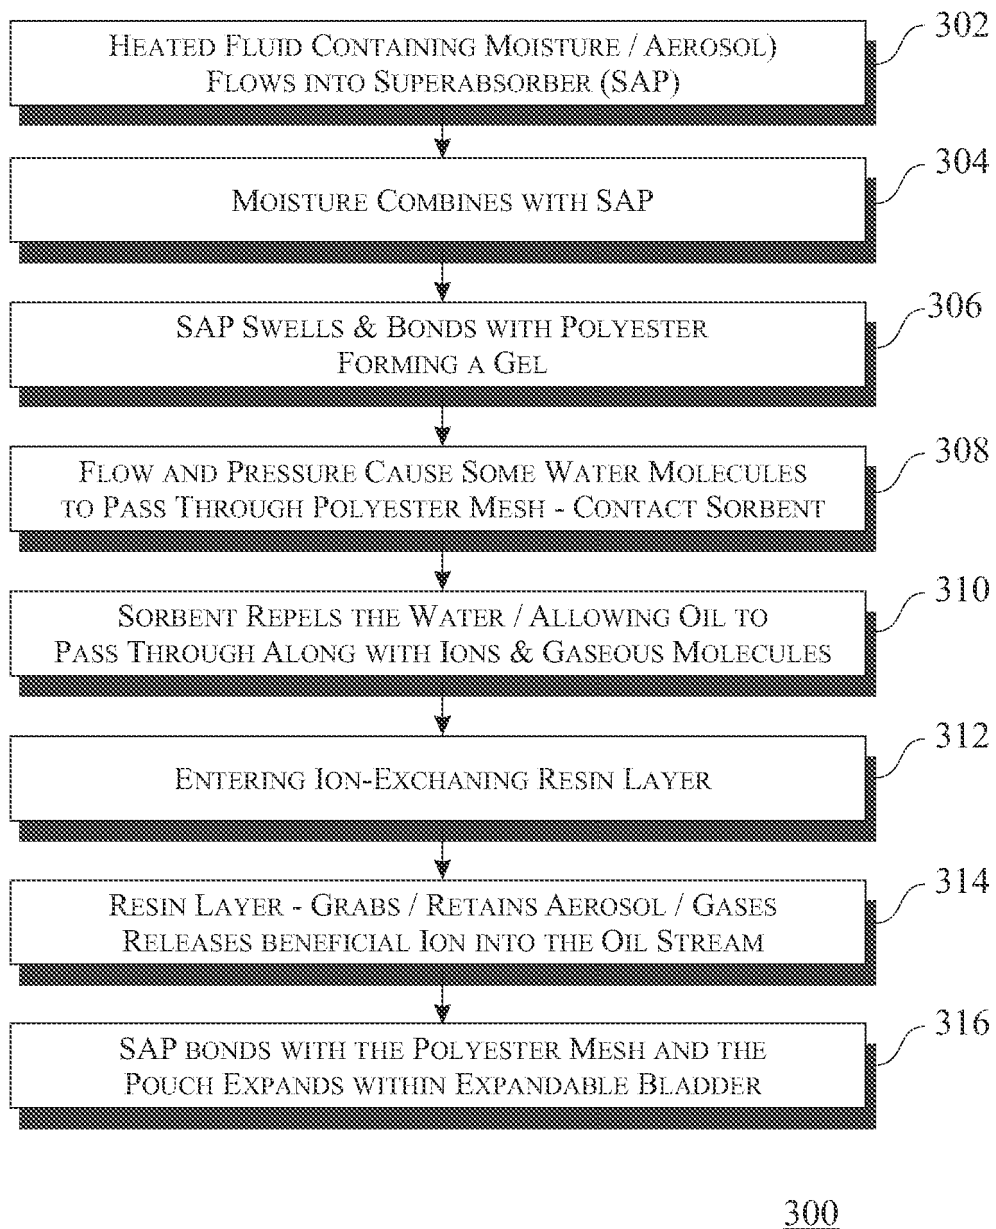 HEATED FLUID CONTAINING MOISTURE / AEROSOL)
FLOWS INTO SUPERABSORBER (SAP)
302
MOISTURE COMBINES WITH SAP
304
SAP SWELLS & BONDS WITH POLYESTER
FORMING A GEL
306
FLOW AND PRESSURE CAUSE SOME WATER MOLECULES
TO PASS THROUGH POLYESTER MESH - CONTACT SORBENT
308
SORBENT REPELS THE WATER / ALLOWING OIL TO
PASS THROUGH ALONG WITH IONS & GASEOUS MOLECULES
310
ENTERING ION-EXCHANING RESIN LAYER
312
RESIN LAYER - GRABS / RETAINS AEROSOL / GASES
RELEASES BENEFICIAL ION INTO THE OIL STREAM
314
SAP BONDS WITH THE POLYESTER MESH AND THE
POUCH EXPANDS WITHIN EXPANDABLE BLADDER
316
300